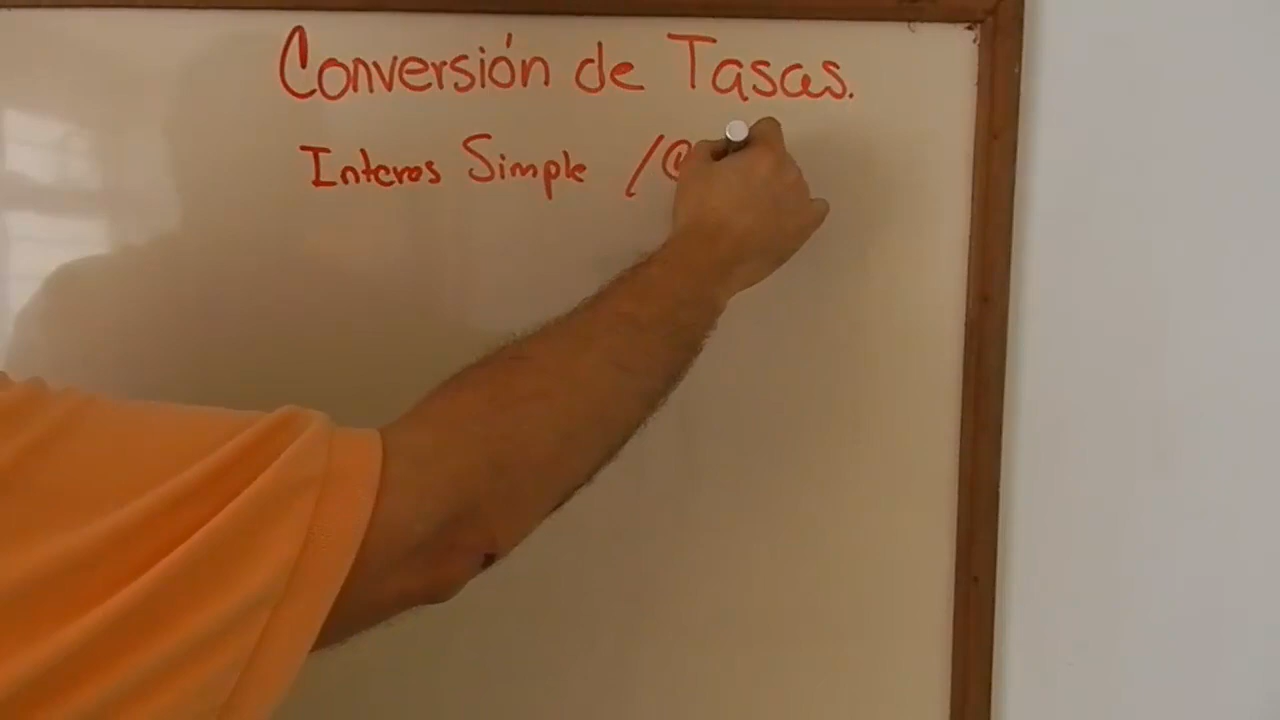 Conversión de Tasas.
Interes Simple /